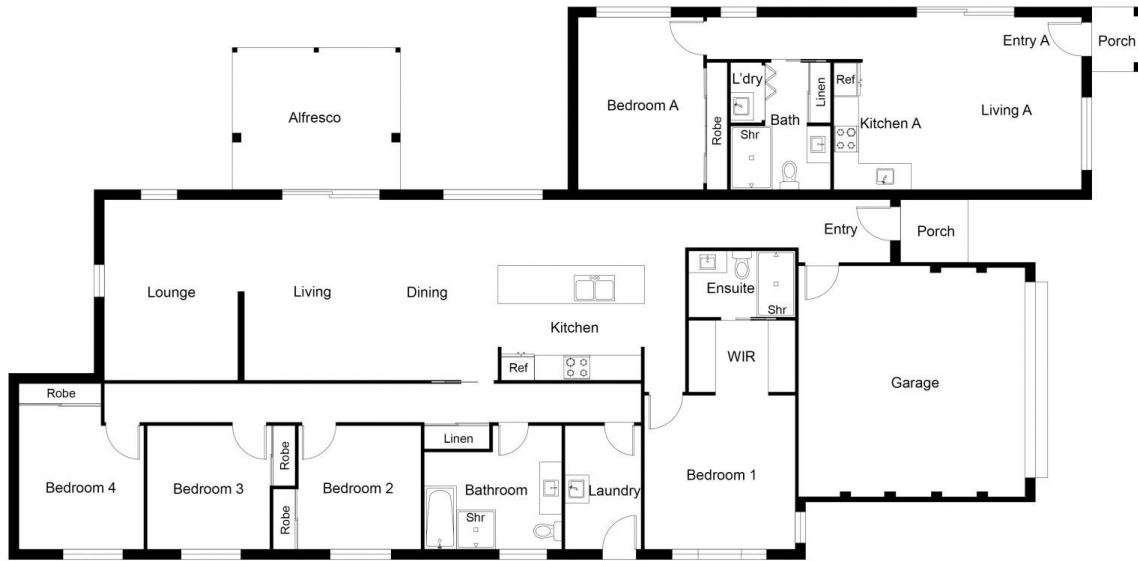 Entry A
Porch
L'dry
Ref
Bedroom A
Linen
Living A
Alfresco
Bath
Kitchen A
Robe
Shr
Entry
Porch
Ensuite
Lounge
Living
Dining
Shr
Kitchen
WIR
Ref
Garage
Robe
Linen
Robe
Bedroom 1
Bedroom 4
Bedroom 3
Bedroom 2
Bathroom
Laundry
Shr
Robe